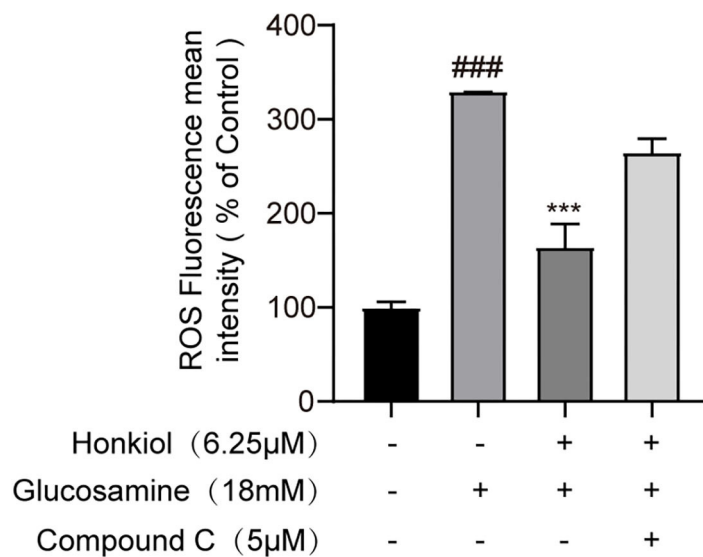 ROS Fluorescence mean
intensity ( % of Control )
400
300
200
100
0
###
***
Honkiol（6.25μM） - - + +
Glucosamine（18mM） - + + +
Compound C（5μM） - - - +